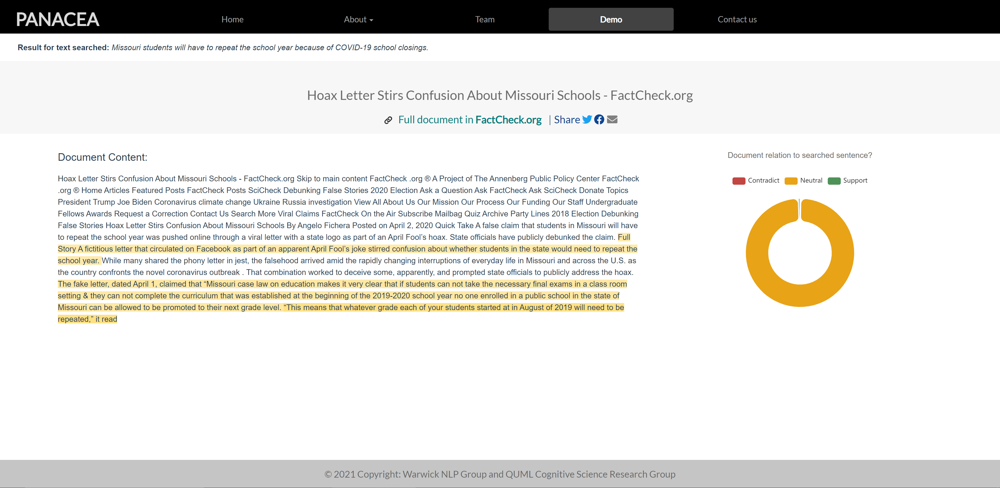 PANACEA
Home
About
Team
Demo
Contact us
Result for text searched: Missouri students will have to repeat the school year because of COVID-19 school closings.
Hoax Letter Stirs Confusion About Missouri Schools - FactCheck.org
Full document in FactCheck.org | Share
Document Content:
Hoax Letter Stirs Confusion About Missouri Schools - FactCheck.org Skip to main content FactCheck .org ® A Project of The Annenberg Public Policy Center FactCheck
.org ® Home Articles Featured Posts FactCheck Posts SciCheck Debunking False Stories 2020 Election Ask a Question Ask FactCheck Ask SciCheck Donate Topics
President Trump Joe Biden Coronavirus climate change Ukraine Russia investigation View All About Us Our Mission Our Process Our Funding Our Staff Undergraduate
Fellows Awards Request a Correction Contact Us Search More Viral Claims FactCheck On the Air Subscribe Mailbag Quiz Archive Party Lines 2018 Election Debunking
False Stories Hoax Letter Stirs Confusion About Missouri Schools By Angelo Fichera Posted on April 2, 2020 Quick Take A false claim that students in Missouri will have
to repeat the school year was pushed online through a viral letter with a state logo as part of an April Fool’s hoax. State officials have publicly debunked the claim. Full
Story A fictitious letter that circulated on Facebook as part of an apparent April Fool’s joke stirred confusion about whether students in the state would need to repeat the
school year. While many shared the phony letter in jest, the falsehood arrived amid the rapidly changing interruptions of everyday life in Missouri and across the U.S. as
the country confronts the novel coronavirus outbreak . That combination worked to deceive some, apparently, and prompted state officials to publicly address the hoax.
The fake letter, dated April 1, claimed that “Missouri case law on education makes it very clear that if students can not take the necessary final exams in a class room
setting & they can not complete the curriculum that was established at the beginning of the 2019-2020 school year no one enrolled in a public school in the state of
Missouri can be allowed to be promoted to their next grade level. “This means that whatever grade each of your students started at in August of 2019 will need to be
repeated,” it read
Document relation to searched sentence?
Contradict
Neutral
Support
© 2021 Copyright: Warwick NLP Group and QUML Cognitive Science Research Group